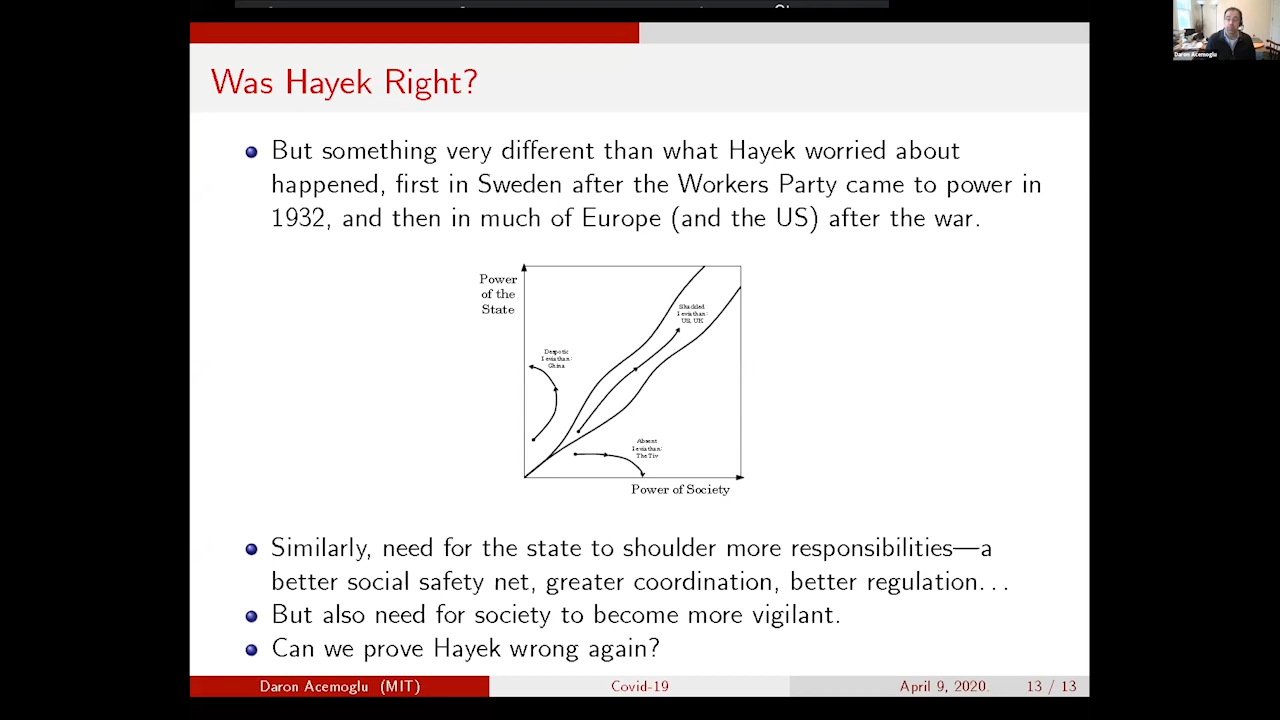 Was Hayek Right?
But something very different than what Hayek worried about
happened, first in Sweden after the Workers Party came to power in
1932, and then in much of Europe (and the US) after the war.
Power
of the
State
Shackled
Leviathan:
US, UK
Despotic
Leviathan:
China
Absent
Leviathan:
The Tiv
Power of Society
Similarly, need for the state to shoulder more responsibilities—a
better social safety net, greater coordination, better regulation...
But also need for society to become more vigilant.
Can we prove Hayek wrong again?
Daron Acemoglu (MIT)
Covid-19
April 9, 2020.
13 / 13
Daron Acemoglu